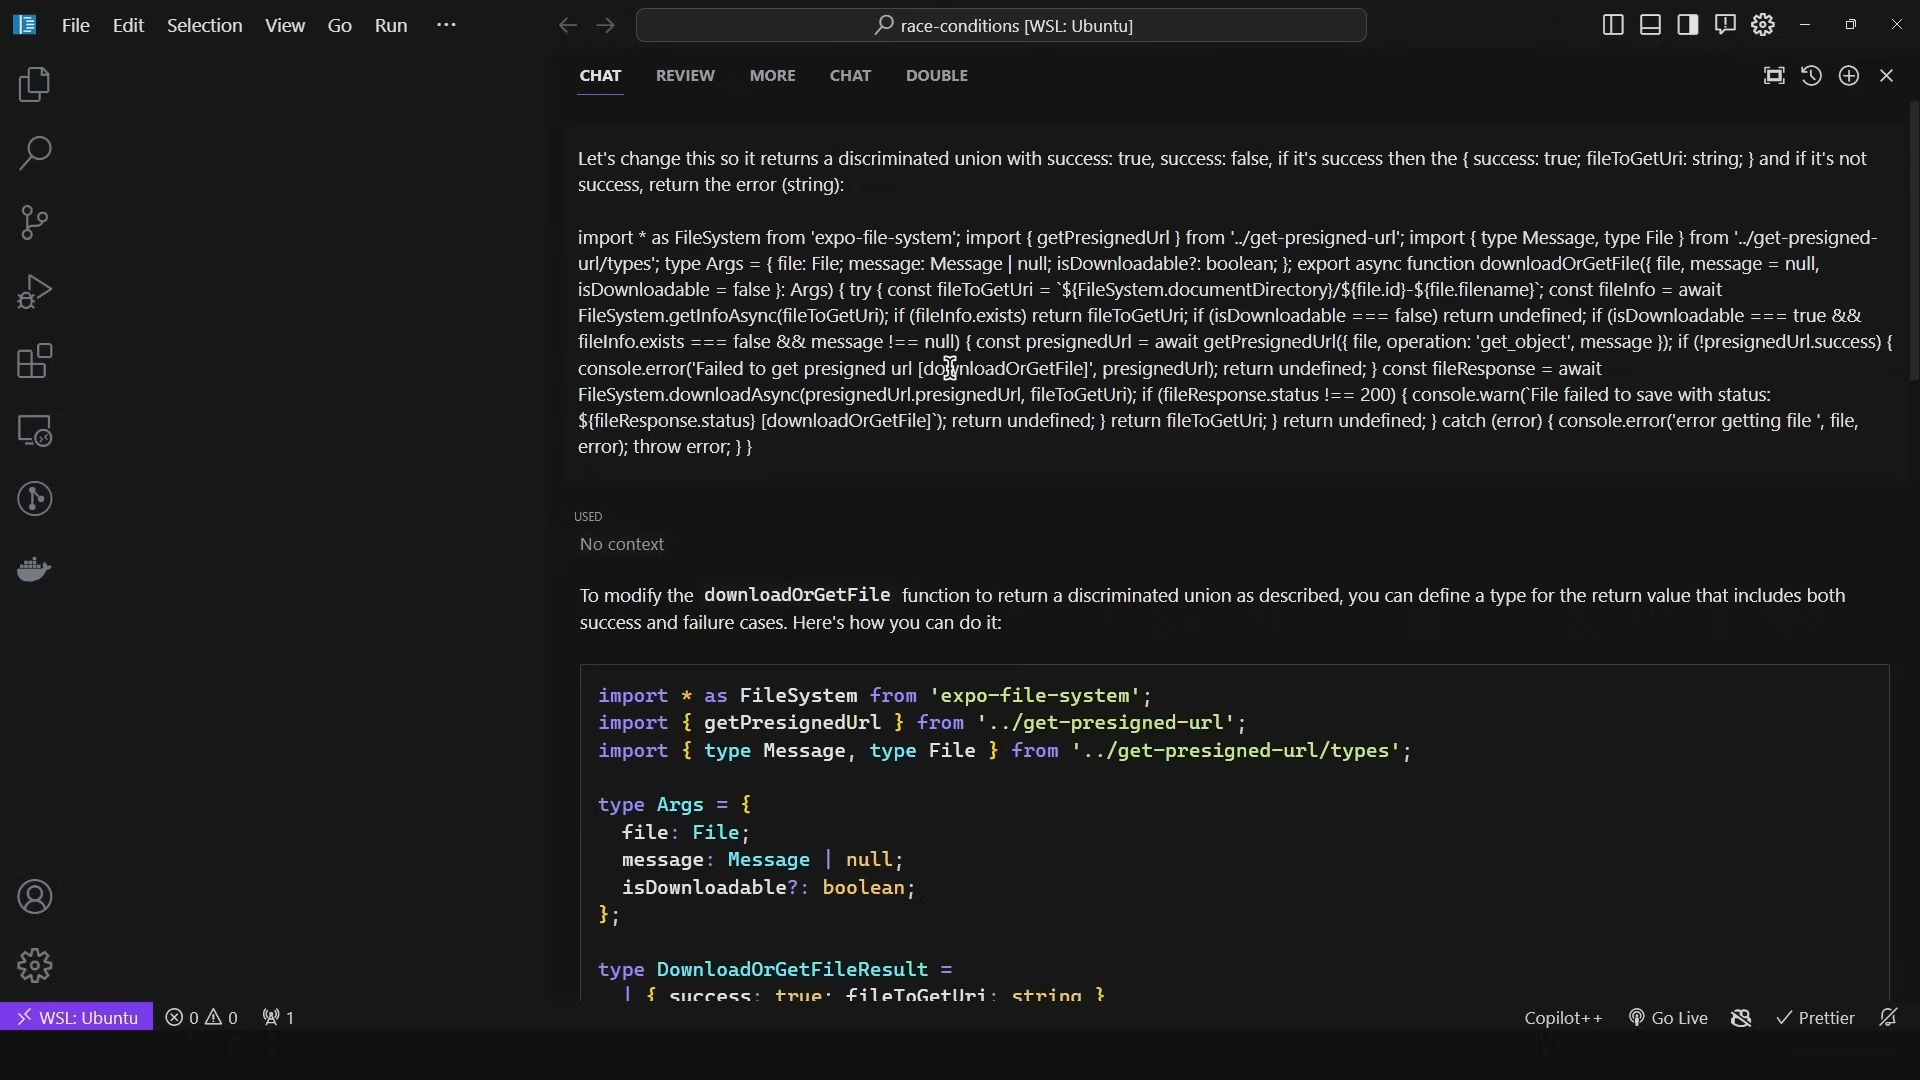 File Edit Selection View Go Run ···
race-conditions [WSL: Ubuntu]
CHAT REVIEW MORE CHAT DOUBLE
Let's change this so it returns a discriminated union with success: true, success: false, if it's success then the { success: true; fileToGetUri: string; } and if it's not
success, return the error (string):
import * as FileSystem from 'expo-file-system'; import { getPresignedUrl } from '../get-presigned-url'; import { type Message, type File } from '../get-presigned-
url/types'; type Args = { file: File; message: Message | null; isDownloadable?: boolean; }; export async function downloadOrGetFile({ file, message = null,
isDownloadable = false }: Args) { try { const fileToGetUri = `${FileSystem.documentDirectory}/${file.id}-${file.filename}`; const fileInfo = await
FileSystem.getInfoAsync(fileToGetUri); if (fileInfo.exists) return fileToGetUri; if (isDownloadable === false) return undefined; if (isDownloadable === true &&
fileInfo.exists === false && message !== null) { const presignedUrl = await getPresignedUrl({ file, operation: 'get_object', message }); if (!presignedUrl.success) {
console.error('Failed to get presigned url [downloadOrGetFile]', presignedUrl); return undefined; } const fileResponse = await
FileSystem.downloadAsync(presignedUrl.presignedUrl, fileToGetUri); if (fileResponse.status !== 200) { console.warn(`File failed to save with status:
${fileResponse.status} [downloadOrGetFile]`); return undefined; } return fileToGetUri; } return undefined; } catch (error) { console.error('error getting file ', file,
error); throw error; } }
USED
No context
To modify the downloadOrGetFile function to return a discriminated union as described, you can define a type for the return value that includes both
success and failure cases. Here's how you can do it:
import * as FileSystem from 'expo-file-system';
import { getPresignedUrl } from '../get-presigned-url';
import { type Message, type File } from '../get-presigned-url/types';
type Args = {
file: File;
message: Message | null;
isDownloadable?: boolean;
};
type DownloadOrGetFileResult =
| { success: true; fileToGetUri: string }
WSL: Ubuntu 0 0 1 Copilot++ Go Live Prettier